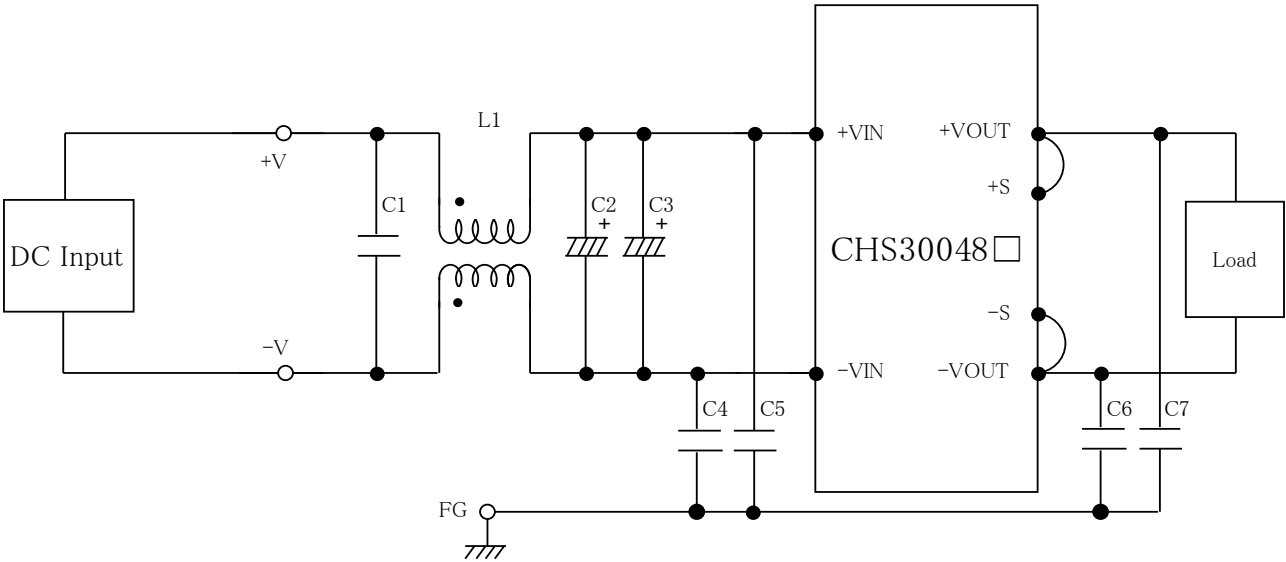 L1
+VIN
+VOUT
+V
+S
C1
C2
C3
+
+
DC Input
CHS30048□
Load
−S
−V
−VIN
−VOUT
C4
C5
C6
C7
FG